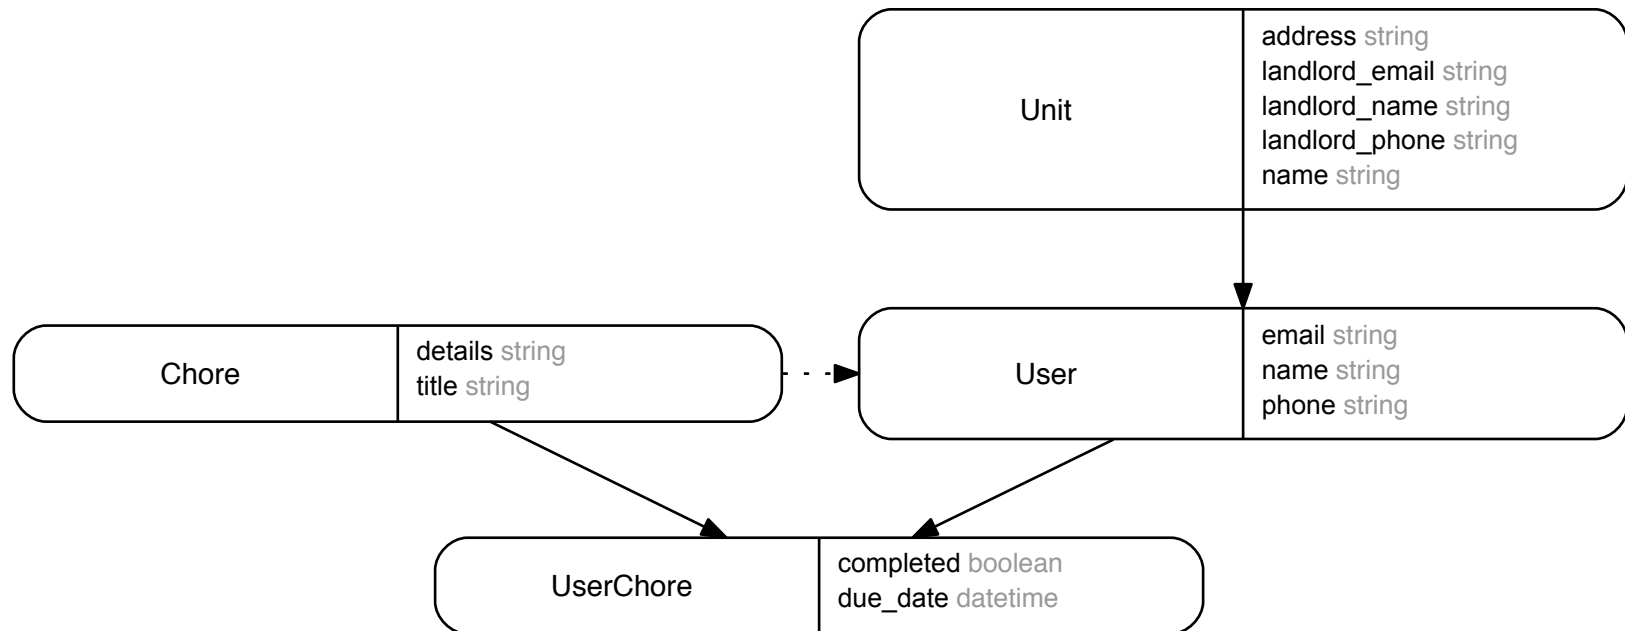 Unit
address string
landlord_email string
landlord_name string
landlord_phone string
name string
Chore
details string
title string
User
email string
name string
phone string
UserChore
completed boolean
due_date datetime